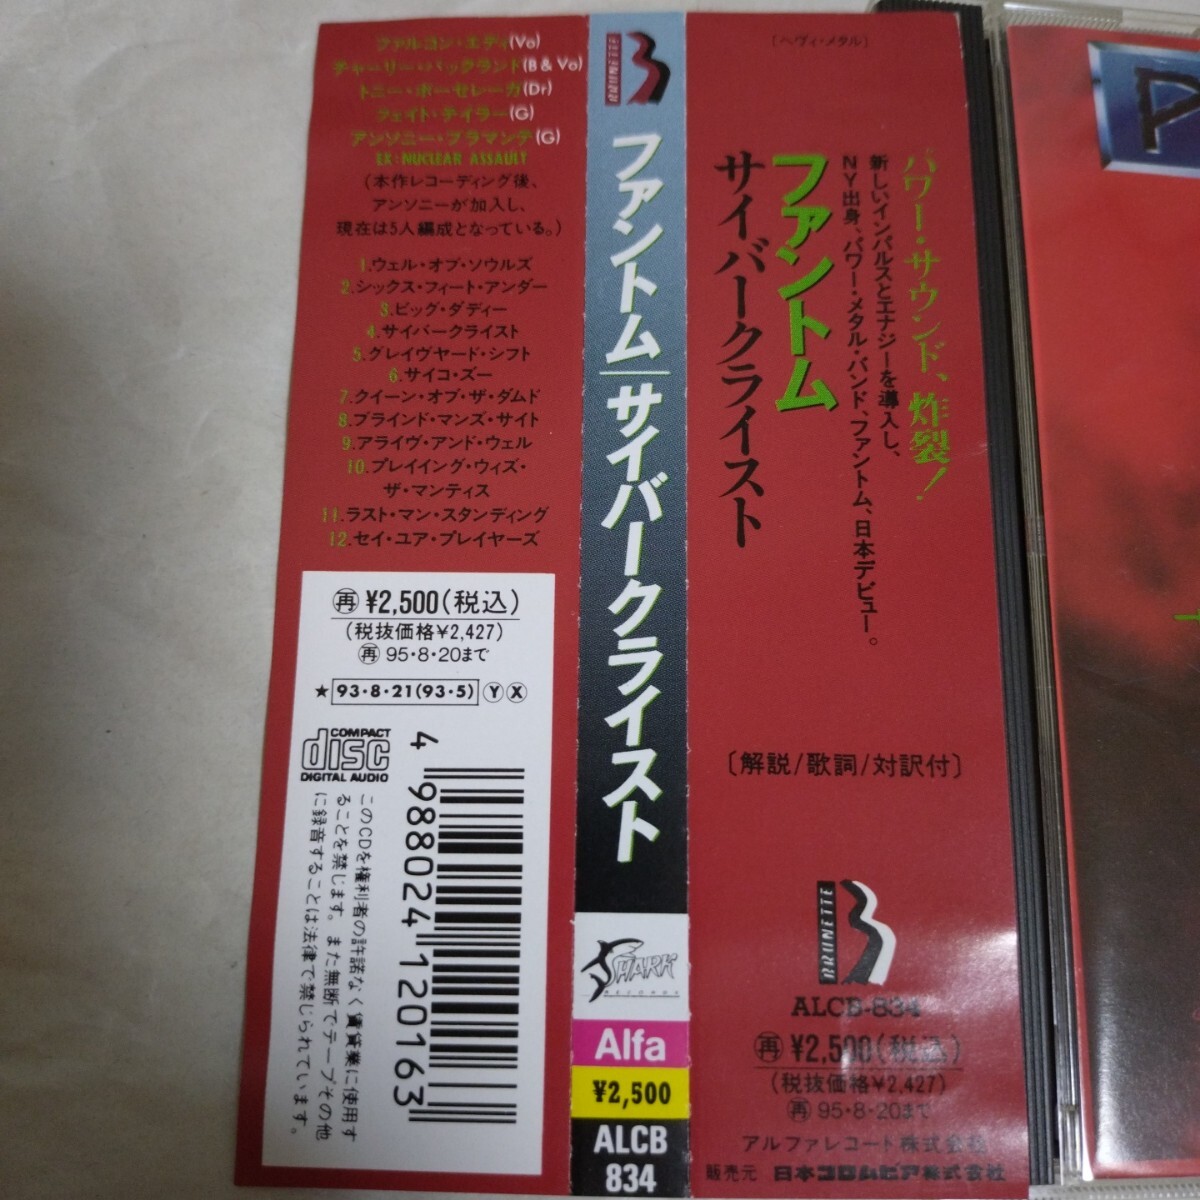 ファルコン・エディ(Vo)
チャーリー・バックランド(B & Vo)
トニー・ボーセレーガ(Dr)
フェイト・テイラー(G)
アンソニー・ブラマンテ(G)
EX：NUCLEAR ASSAULT
（本作レコーディング後、
アンソニーが加入し、
現在は5人編成となっている。）
1.ウェル・オブ・ソウルズ
2.シックス・フィート・アンダー
3.ビッグ・ダディー
4.サイバークライスト
5.グレイヴヤード・シフト
6.サイコ・ズー
7.クイーン・オブ・ザ・ダムド
8.ブラインド・マンズ・サイト
9.アライヴ・アンド・ウェル
10.プレイイング・ウィズ・
ザ・マンティス
11.ラスト・マン・スタンディング
12.セイ・ユア・プレイヤーズ
再 ¥2,500(税込)
(税抜価格¥2,427)
再 95・8・20まで
★ 93・8・21(93・5) Y X
COMPACT
disc
DIGITAL AUDIO
4 988024 120163
このCDを権利者の許諾なく賃貸業に使用す
ることを禁じます。また無断でテープその他
に録音することは法律で禁じられています。
BRUNETTE
ファントム／サイバークライスト
SHARK
RECORDS
Alfa
¥2,500
ALCB
834
［ヘヴィ・メタル］
パワー・サウンド、炸裂！
新しいインパルスとエナジーを導入し、
NY出身、パワー・メタル・バンド、ファントム、日本デビュー。
ファントム
サイバークライスト
〔解説/歌詞/対訳付〕
BRUNETTE
ALCB-834
再 ¥2,500(税込)
(税抜価格¥2,427)
再 95・8・20まで
アルファレコード株式会社
販売元 日本コロムビア株式会社
P